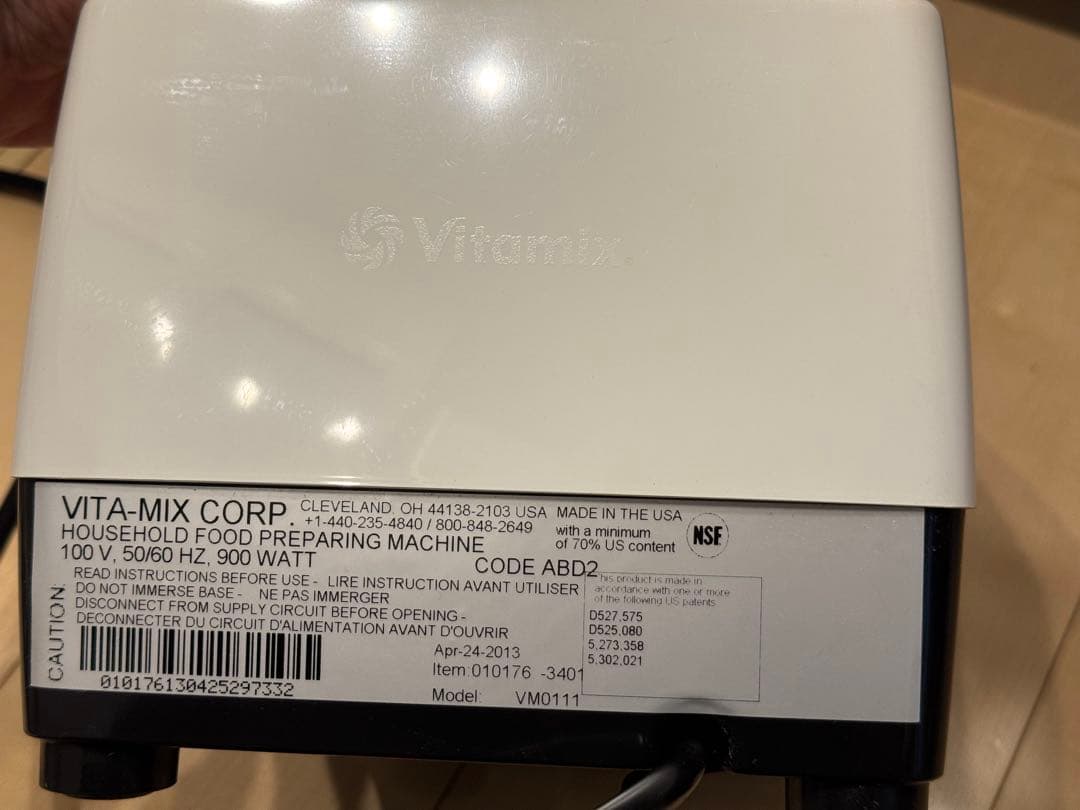 Vitamix
VITA-MIX CORP. CLEVELAND, OH 44138-2103 USA
+1-440-235-4840 / 800-848-2649
MADE IN THE USA
with a minimum
of 70% US content
NSF
HOUSEHOLD FOOD PREPARING MACHINE
100 V, 50/60 HZ, 900 WATT
CODE ABD2
CAUTION:
READ INSTRUCTIONS BEFORE USE - LIRE INSTRUCTION AVANT UTILISER
DO NOT IMMERSE BASE - NE PAS IMMERGER
DISCONNECT FROM SUPPLY CIRCUIT BEFORE OPENING -
DECONNECTER DU CIRCUIT D'ALIMENTATION AVANT D'OUVRIR
This product is made in
accordance with one or more
of the following US patents
D527,575
D525,080
5,273,358
5,302,021
010176130425297332
Apr-24-2013
Item:010176 -3401
Model: VM0111